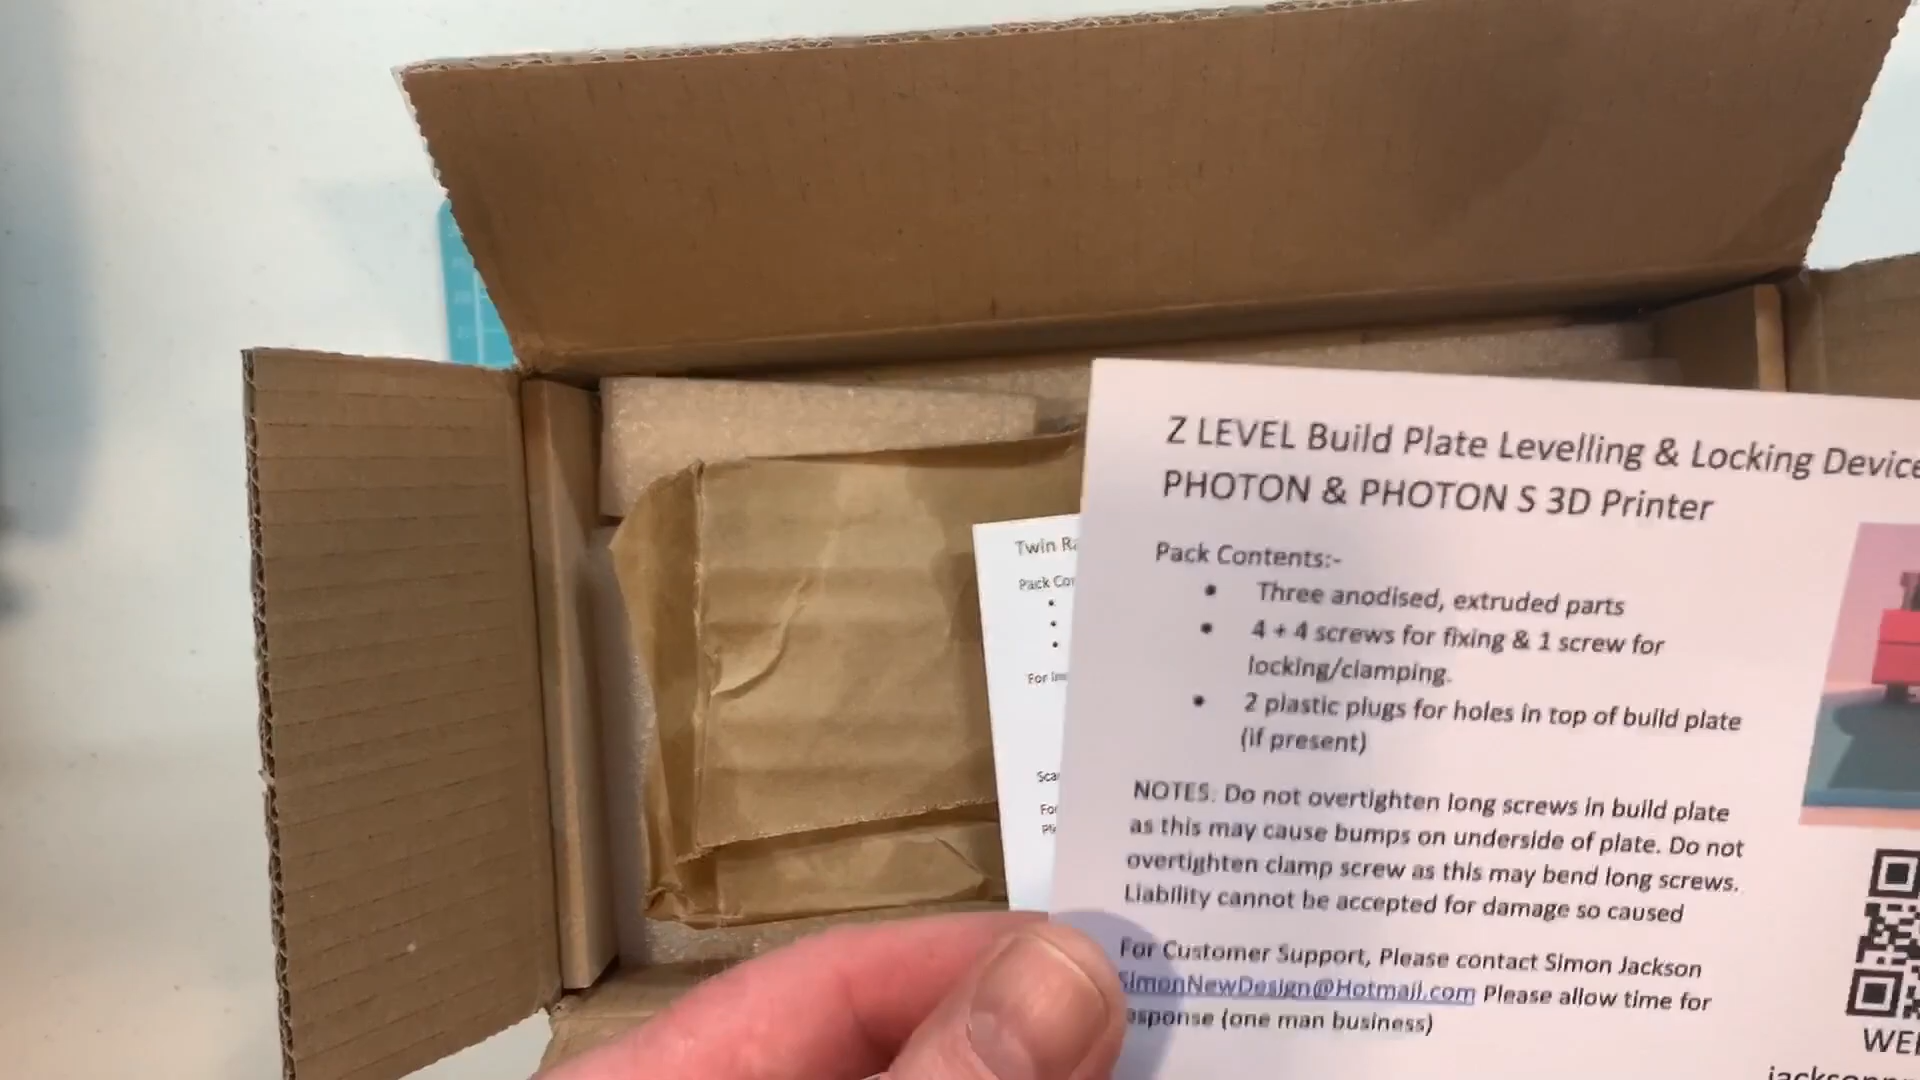 Z LEVEL Build Plate Levelling & Locking Device
PHOTON & PHOTON S 3D Printer
Pack Contents:-
• Three anodised, extruded parts
• 4 + 4 screws for fixing & 1 screw for
locking/clamping.
• 2 plastic plugs for holes in top of build plate
(if present)
NOTES: Do not overtighten long screws in build plate
as this may cause bumps on underside of plate. Do not
overtighten clamp screw as this may bend long screws.
Liability cannot be accepted for damage so caused
For Customer Support, Please contact Simon Jackson
SimonNewDesign@Hotmail.com Please allow time for
esponse (one man business)
Twin Ra
Pack Co
For